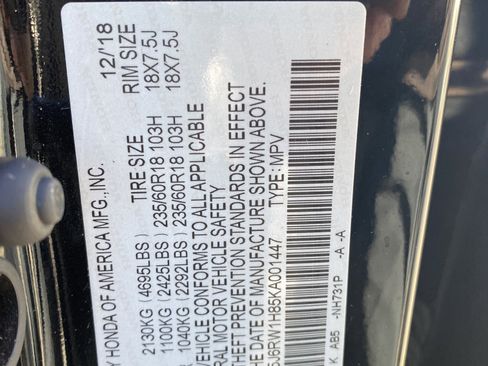 Y HONDA OF AMERICA MFG., INC. 12/'18
TIRE SIZE RIM SIZE
2130KG (4695LBS)
1100KG (2425LBS) 235/60R18 103H 18X7.5J
1040KG (2292LBS) 235/60R18 103H 18X7.5J
VEHICLE CONFORMS TO ALL APPLICABLE
RAL MOTOR VEHICLE SAFETY
THEFT PREVENTION STANDARDS IN EFFECT
DATE OF MANUFACTURE SHOWN ABOVE.
5J6RW1H85KA001447 TYPE: MPV
K AB5 -NH731P -A -A